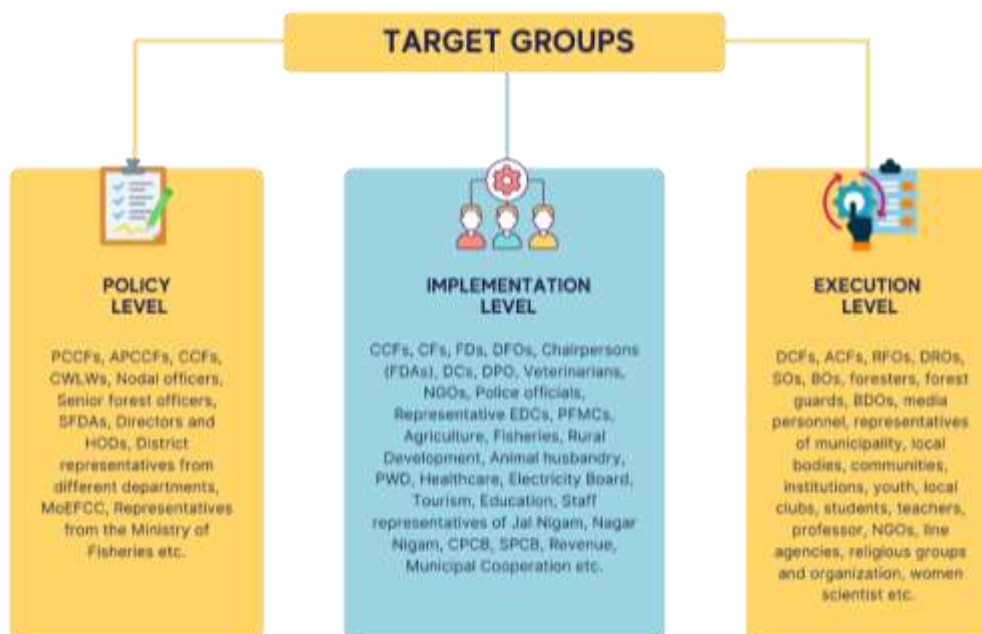 TARGET GROUPS
POLICY
LEVEL
PCCFs, APCCFs, CCFs,
CWLWs, Nodal officers,
Senior forest officers,
SFDAs, Directors and
HODs, District
representatives from
different departments,
MoEFCC, Representatives
from the Ministry of
Fisheries etc.
IMPLEMENTATION
LEVEL
CCFs, CFs, FDs, DFOs, Chairpersons
(FDAs), DCs, DPO, Veterinarians,
NGOs, Police officials,
Representative EDCs, PFMCs,
Agriculture, Fisheries, Rural
Development, Animal husbandry,
PWD, Healthcare, Electricity Board,
Tourism, Education, Staff
representatives of Jal Nigam, Nagar
Nigam, CPCB, SPCB, Revenue,
Municipal Cooperation etc.
EXECUTION
LEVEL
DCFs, ACFs, RFOs, DROs,
SOs, BOs, foresters, forest
guards, BDOs, media
personnel, representatives
of municipality, local
bodies, communities,
institutions, youth, local
clubs, students, teachers,
professor, NGOs, line
agencies, religious groups
and organization, women
scientist etc.